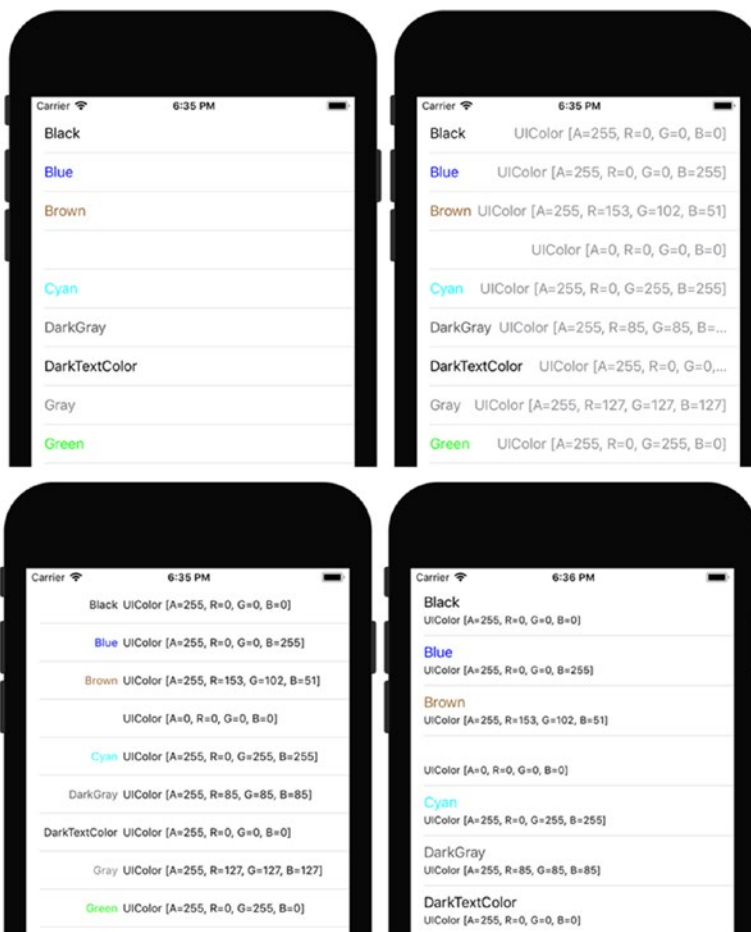 Carrier 6:35 PM
Black
Blue
Brown
Cyan
DarkGray
DarkTextColor
Gray
Green
Carrier 6:35 PM
Black UIColor [A=255, R=0, G=0, B=0]
Blue UIColor [A=255, R=0, G=0, B=255]
Brown UIColor [A=255, R=153, G=102, B=51]
UIColor [A=0, R=0, G=0, B=0]
Cyan UIColor [A=255, R=0, G=255, B=255]
DarkGray UIColor [A=255, R=85, G=85, B=...
DarkTextColor UIColor [A=255, R=0, G=0,...
Gray UIColor [A=255, R=127, G=127, B=127]
Green UIColor [A=255, R=0, G=255, B=0]
Carrier 6:35 PM
Black UIColor [A=255, R=0, G=0, B=0]
Blue UIColor [A=255, R=0, G=0, B=255]
Brown UIColor [A=255, R=153, G=102, B=51]
UIColor [A=0, R=0, G=0, B=0]
Cyan UIColor [A=255, R=0, G=255, B=255]
DarkGray UIColor [A=255, R=85, G=85, B=85]
DarkTextColor UIColor [A=255, R=0, G=0, B=0]
Gray UIColor [A=255, R=127, G=127, B=127]
Green UIColor [A=255, R=0, G=255, B=0]
Carrier 6:36 PM
Black
UIColor [A=255, R=0, G=0, B=0]
Blue
UIColor [A=255, R=0, G=0, B=255]
Brown
UIColor [A=255, R=153, G=102, B=51]
UIColor [A=0, R=0, G=0, B=0]
Cyan
UIColor [A=255, R=0, G=255, B=255]
DarkGray
UIColor [A=255, R=85, G=85, B=85]
DarkTextColor
UIColor [A=255, R=0, G=0, B=0]